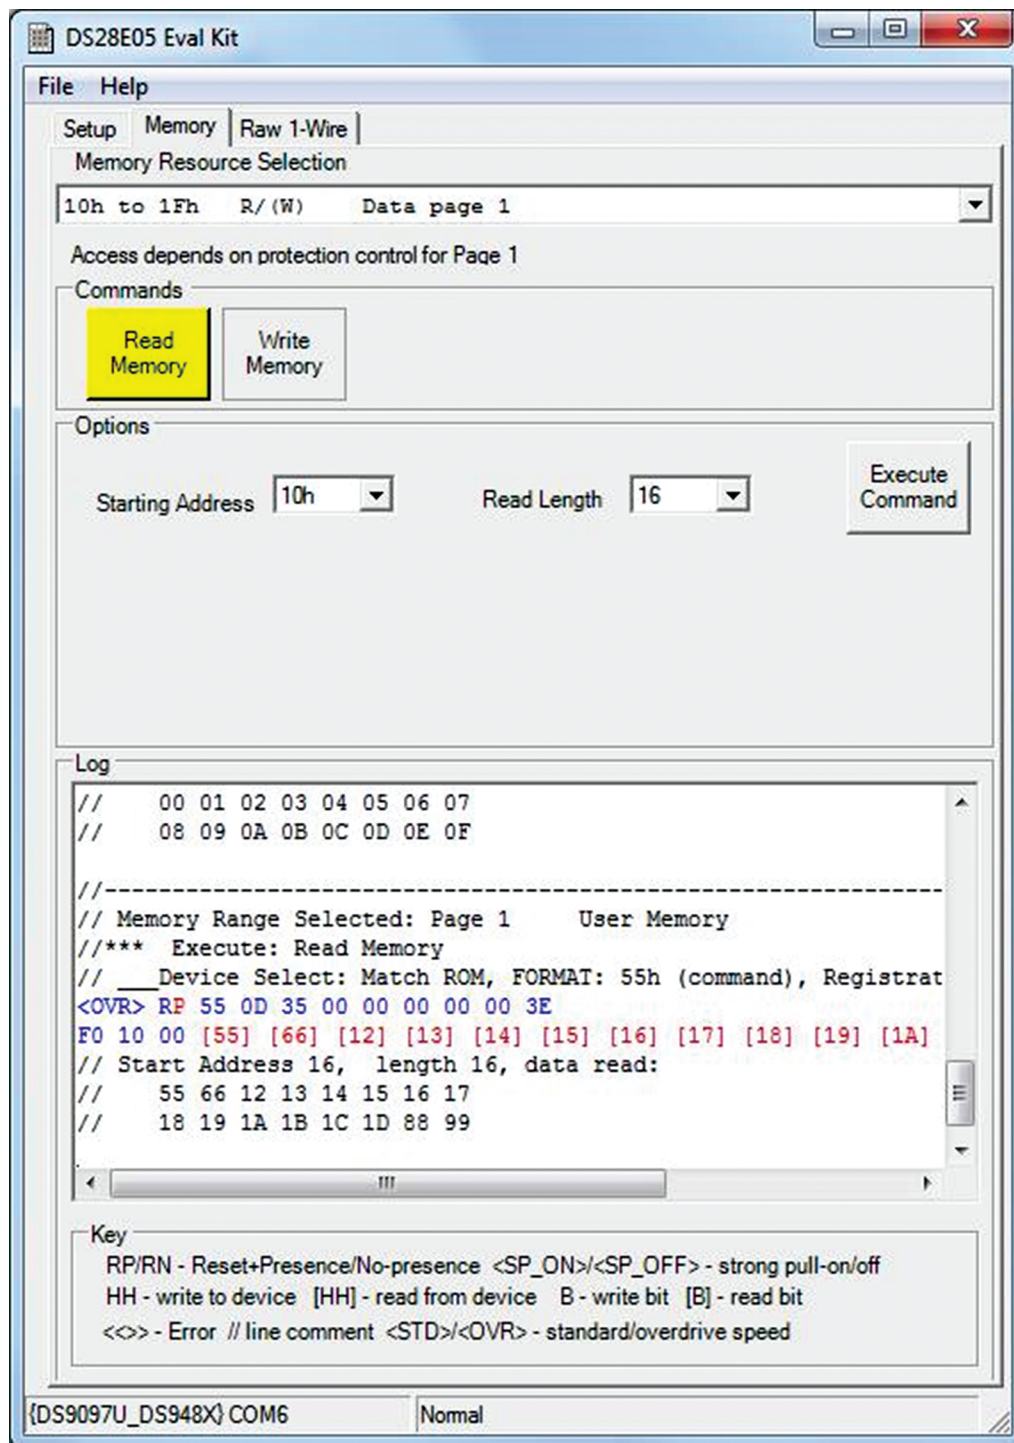 DS28E05 Eval Kit
File Help
Setup Memory Raw 1-Wire
Memory Resource Selection
10h to 1Fh R/(W) Data page 1
Access depends on protection control for Page 1
Commands
Read Memory
Write Memory
Options
Starting Address 10h Read Length 16
Execute Command
Log
// 00 01 02 03 04 05 06 07
// 08 09 0A 0B 0C 0D 0E 0F
//--------------------------------------------------------------
// Memory Range Selected: Page 1 User Memory
//*** Execute: Read Memory
// ___Device Select: Match ROM, FORMAT: 55h (command), Registrat
<OVR> RP 55 0D 35 00 00 00 00 00 3E
F0 10 00 [55] [66] [12] [13] [14] [15] [16] [17] [18] [19] [1A]
// Start Address 16, length 16, data read:
// 55 66 12 13 14 15 16 17
// 18 19 1A 1B 1C 1D 88 99
Key
RP/RN - Reset+Presence/No-presence <SP_ON>/<SP_OFF> - strong pull-on/off
HH - write to device [HH] - read from device B - write bit [B] - read bit
<<>> - Error // line comment <STD>/<OVR> - standard/overdrive speed
{DS9097U_DS948X} COM6 Normal